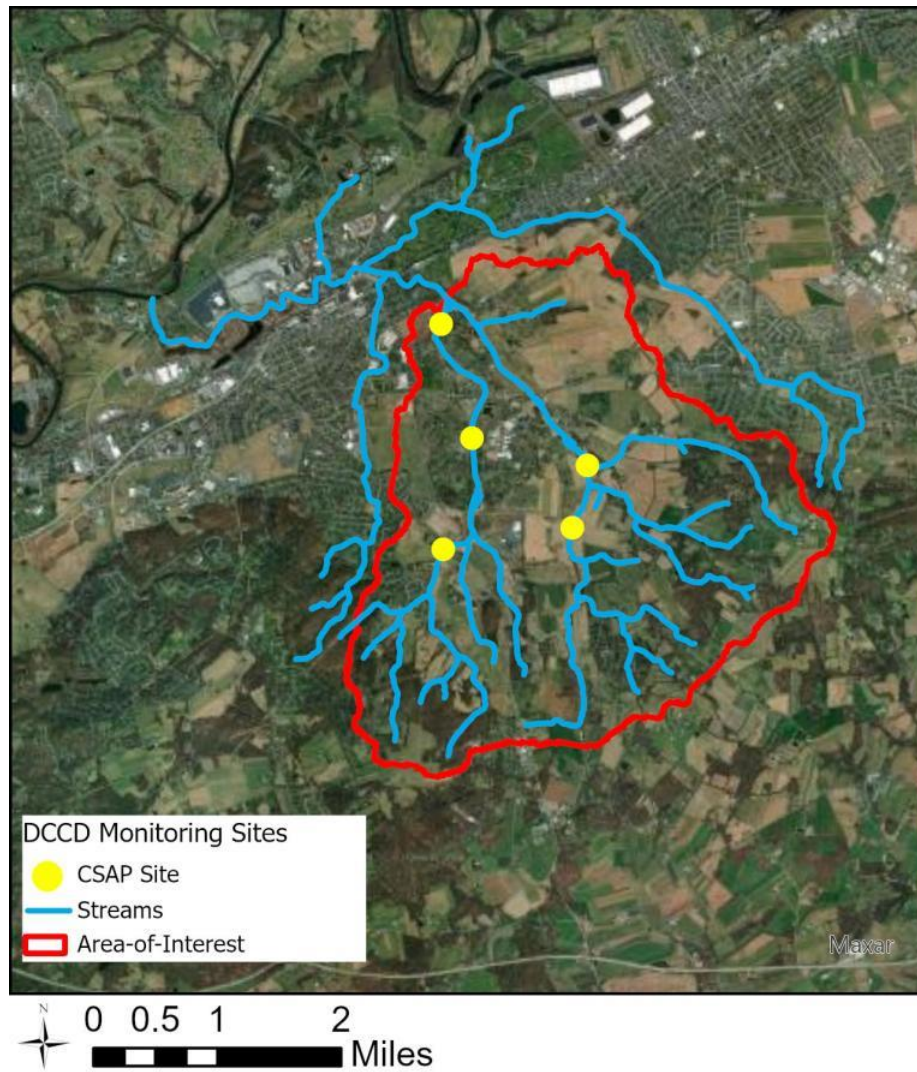 DCCD Monitoring Sites
CSAP Site
Streams
Area-of-Interest
Maxar
N
0 0.5 1 2
Miles